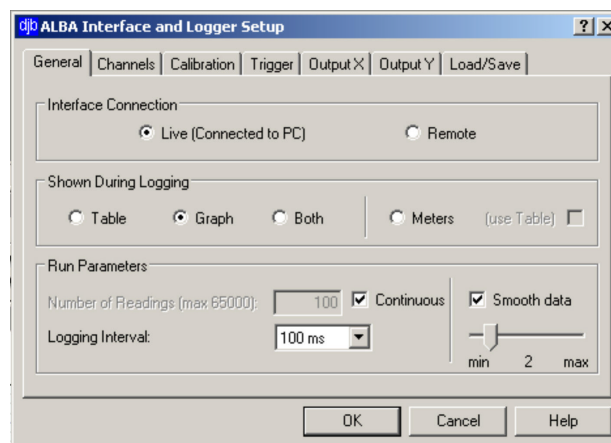 djb ALBA Interface and Logger Setup ? X
General Channels Calibration Trigger Output X Output Y Load/Save
Interface Connection
Live (Connected to PC) Remote
Shown During Logging
Table Graph Both Meters (use Table)
Run Parameters
Number of Readings (max 65000): 100 Continuous Smooth data
Logging Interval: 100 ms
min 2 max
OK Cancel Help